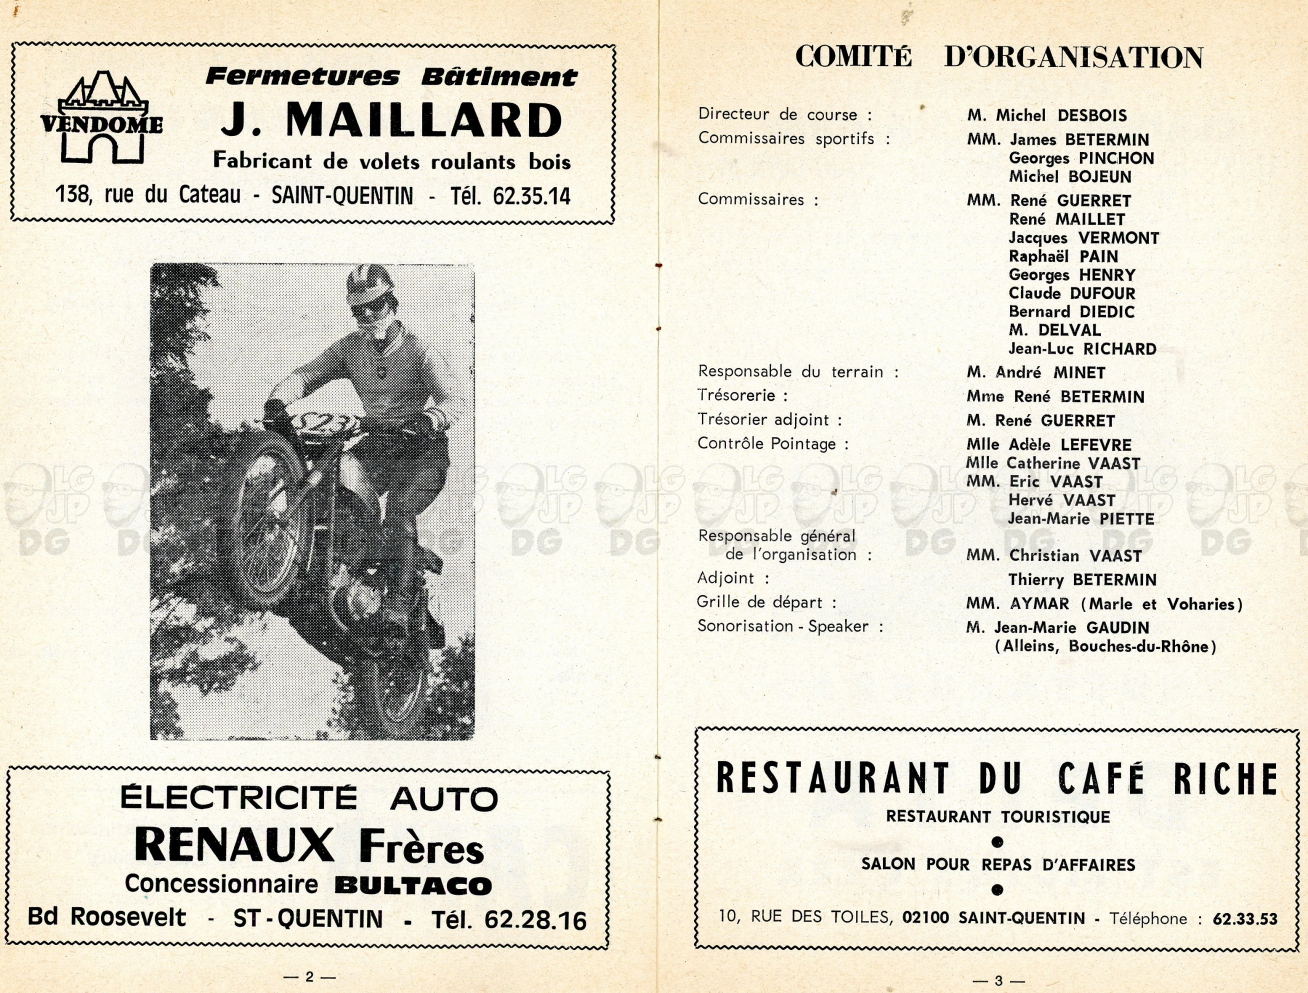 VENDOME
Fermetures Bâtiment
J. MAILLARD
Fabricant de volets roulants bois
138, rue du Cateau - SAINT-QUENTIN - Tél. 62.35.14
S23
ÉLECTRICITÉ AUTO
RENAUX Frères
Concessionnaire BULTACO
Bd Roosevelt - ST-QUENTIN - Tél. 62.28.16
— 2 —
COMITÉ D'ORGANISATION
Directeur de course : M. Michel DESBOIS
Commissaires sportifs : MM. James BETERMIN
Georges PINCHON
Michel BOJEUN
Commissaires : MM. René GUERRET
René MAILLET
Jacques VERMONT
Raphaël PAIN
Georges HENRY
Claude DUFOUR
Bernard DIEDIC
M. DELVAL
Jean-Luc RICHARD
Responsable du terrain : M. André MINET
Trésorerie : Mme René BETERMIN
Trésorier adjoint : M. René GUERRET
Contrôle Pointage : Mlle Adèle LEFEVRE
Mlle Catherine VAAST
MM. Eric VAAST
Hervé VAAST
Jean-Marie PIETTE
Responsable général
de l'organisation : MM. Christian VAAST
Adjoint : Thierry BETERMIN
Grille de départ : MM. AYMAR (Marle et Voharies)
Sonorisation - Speaker : M. Jean-Marie GAUDIN
(Alleins, Bouches-du-Rhône)
RESTAURANT DU CAFÉ RICHE
RESTAURANT TOURISTIQUE
SALON POUR REPAS D'AFFAIRES
10, RUE DES TOILES, 02100 SAINT-QUENTIN - Téléphone : 62.33.53
— 3 —
LG JP DG